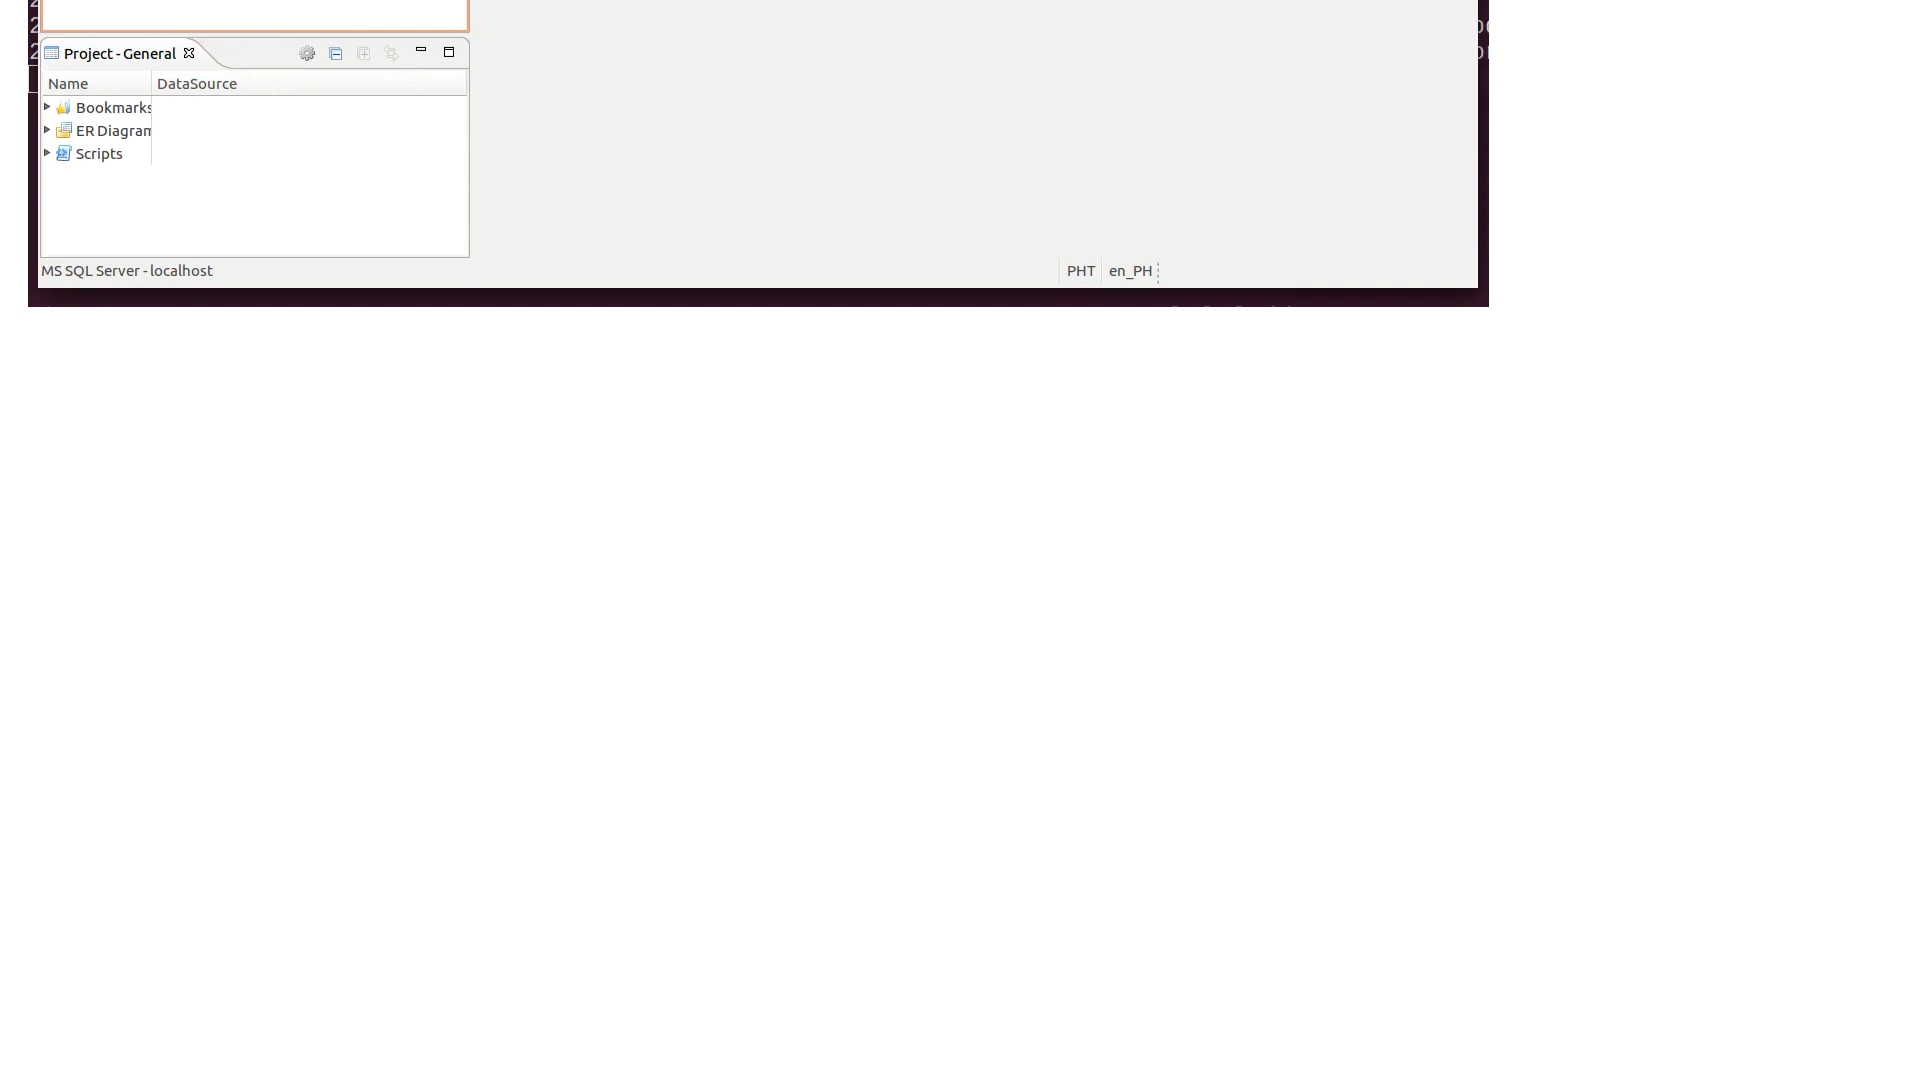 Project - General
Name DataSource
Bookmarks
ER Diagram
Scripts
MS SQL Server - localhost PHT en_PH